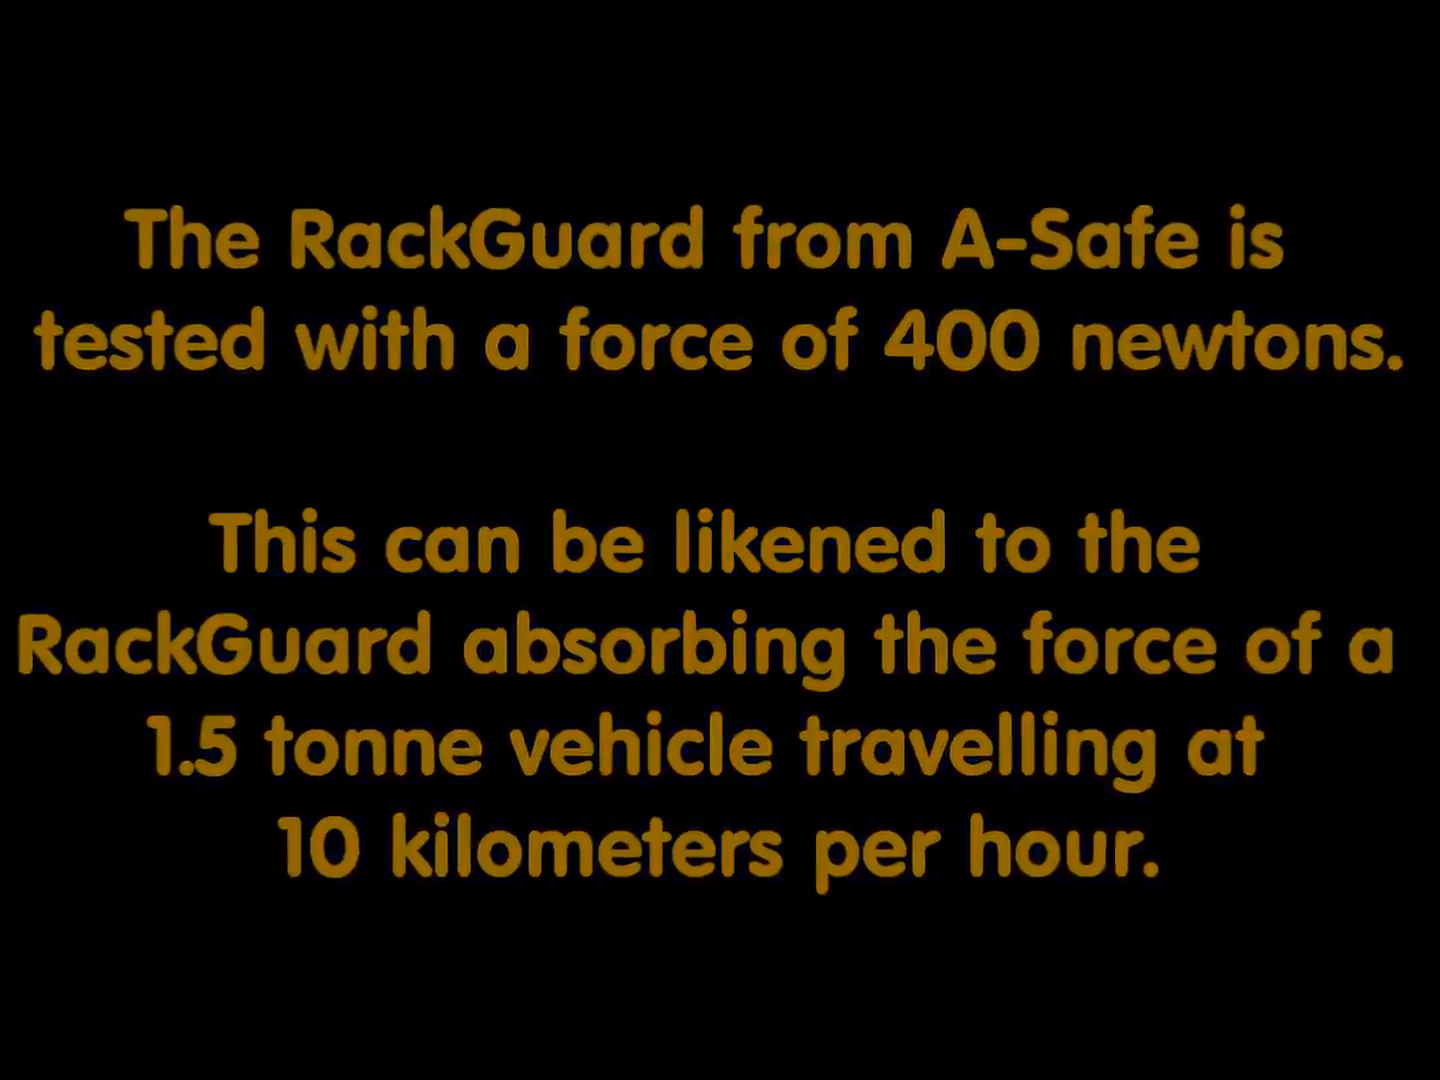 The RackGuard from A-Safe is
tested with a force of 400 newtons.
This can be likened to the
RackGuard absorbing the force of a
1.5 tonne vehicle travelling at
10 kilometers per hour.